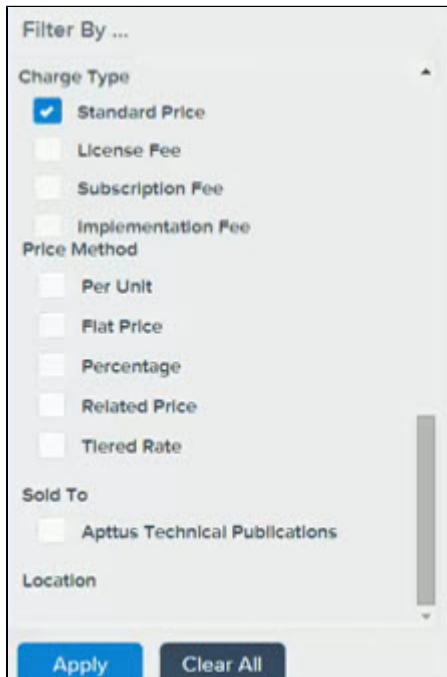 Filter By ...
Charge Type
Standard Price
License Fee
Subscription Fee
Implementation Fee
Price Method
Per Unit
Flat Price
Percentage
Related Price
Tiered Rate
Sold To
Apttus Technical Publications
Location
Apply
Clear All